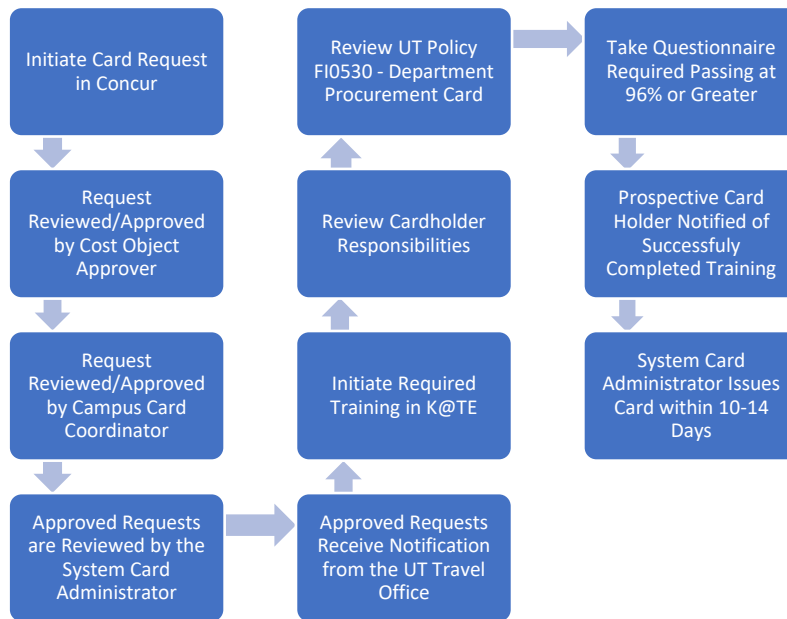 Initiate Card Request
in Concur
Request
Reviewed/Approved
by Cost Object
Approver
Request
Reviewed/Approved
by Campus Card
Coordinator
Approved Requests
are Reviewed by the
System Card
Administrator
Approved Requests
Receive Notification
from the UT Travel
Office
Initiate Required
Training in K@TE
Review Cardholder
Responsibilities
Review UT Policy
FI0530 - Department
Procurement Card
Take Questionnaire
Required Passing at
96% or Greater
Prospective Card
Holder Notified of
Successfuly
Completed Training
System Card
Administrator Issues
Card within 10-14
Days